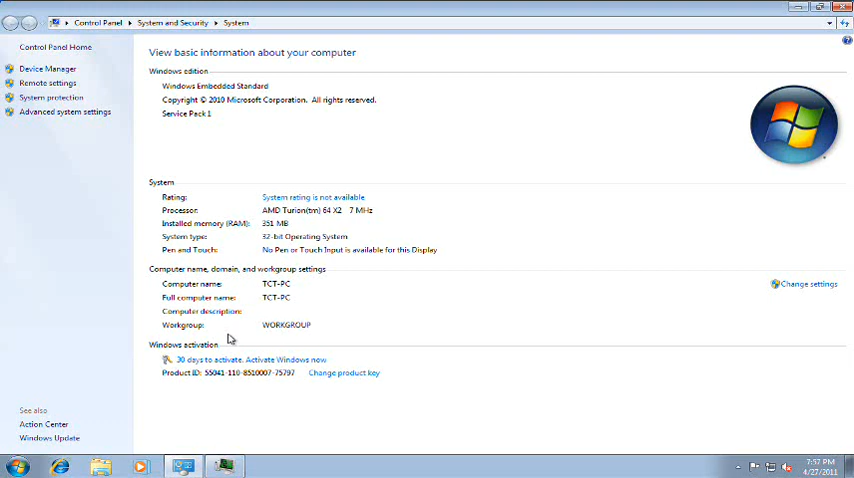 Control Panel System and Security System
Control Panel Home
Device Manager
Remote settings
System protection
Advanced system settings
View basic information about your computer
Windows edition
Windows Embedded Standard
Copyright © 2010 Microsoft Corporation. All rights reserved.
Service Pack 1
System
Rating: System rating is not available
Processor: AMD Turion(tm) 64 X2 7 MHz
Installed memory (RAM): 351 MB
System type: 32-bit Operating System
Pen and Touch: No Pen or Touch Input is available for this Display
Computer name, domain, and workgroup settings
Computer name: TCT-PC
Change settings
Full computer name: TCT-PC
Computer description:
Workgroup: WORKGROUP
Windows activation
30 days to activate. Activate Windows now
Product ID: 55041-110-8510007-75797 Change product key
See also
Action Center
Windows Update
7:57 PM
4/27/2011